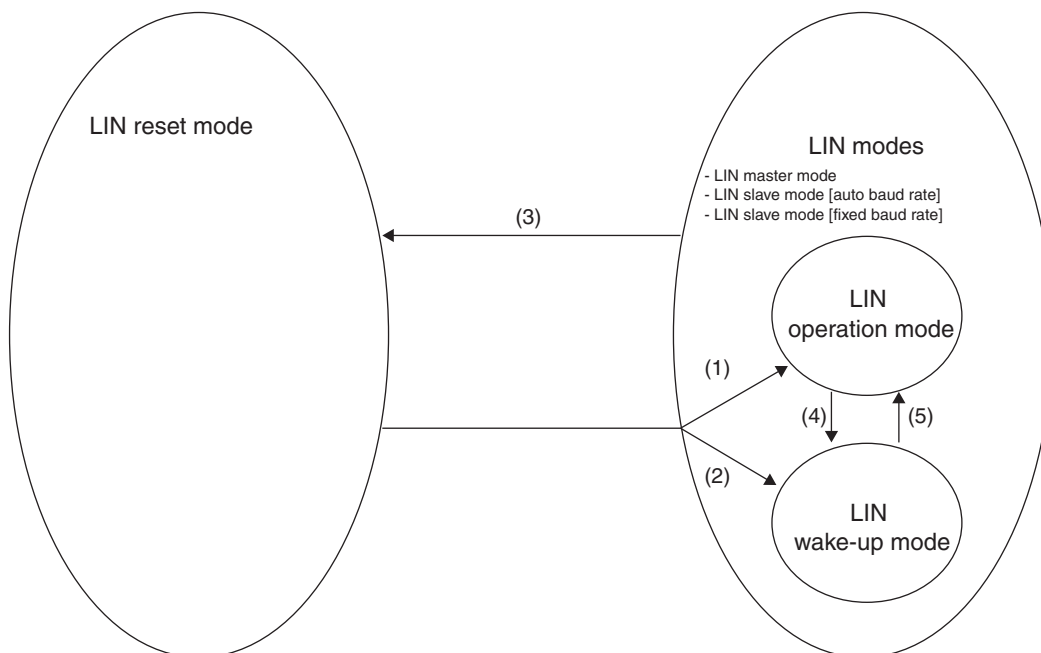 LIN reset mode
LIN modes
- LIN master mode
- LIN slave mode [auto baud rate]
- LIN slave mode [fixed baud rate]
(3)
LIN
operation mode
(1)
(4)
(5)
(2)
LIN
wake-up mode